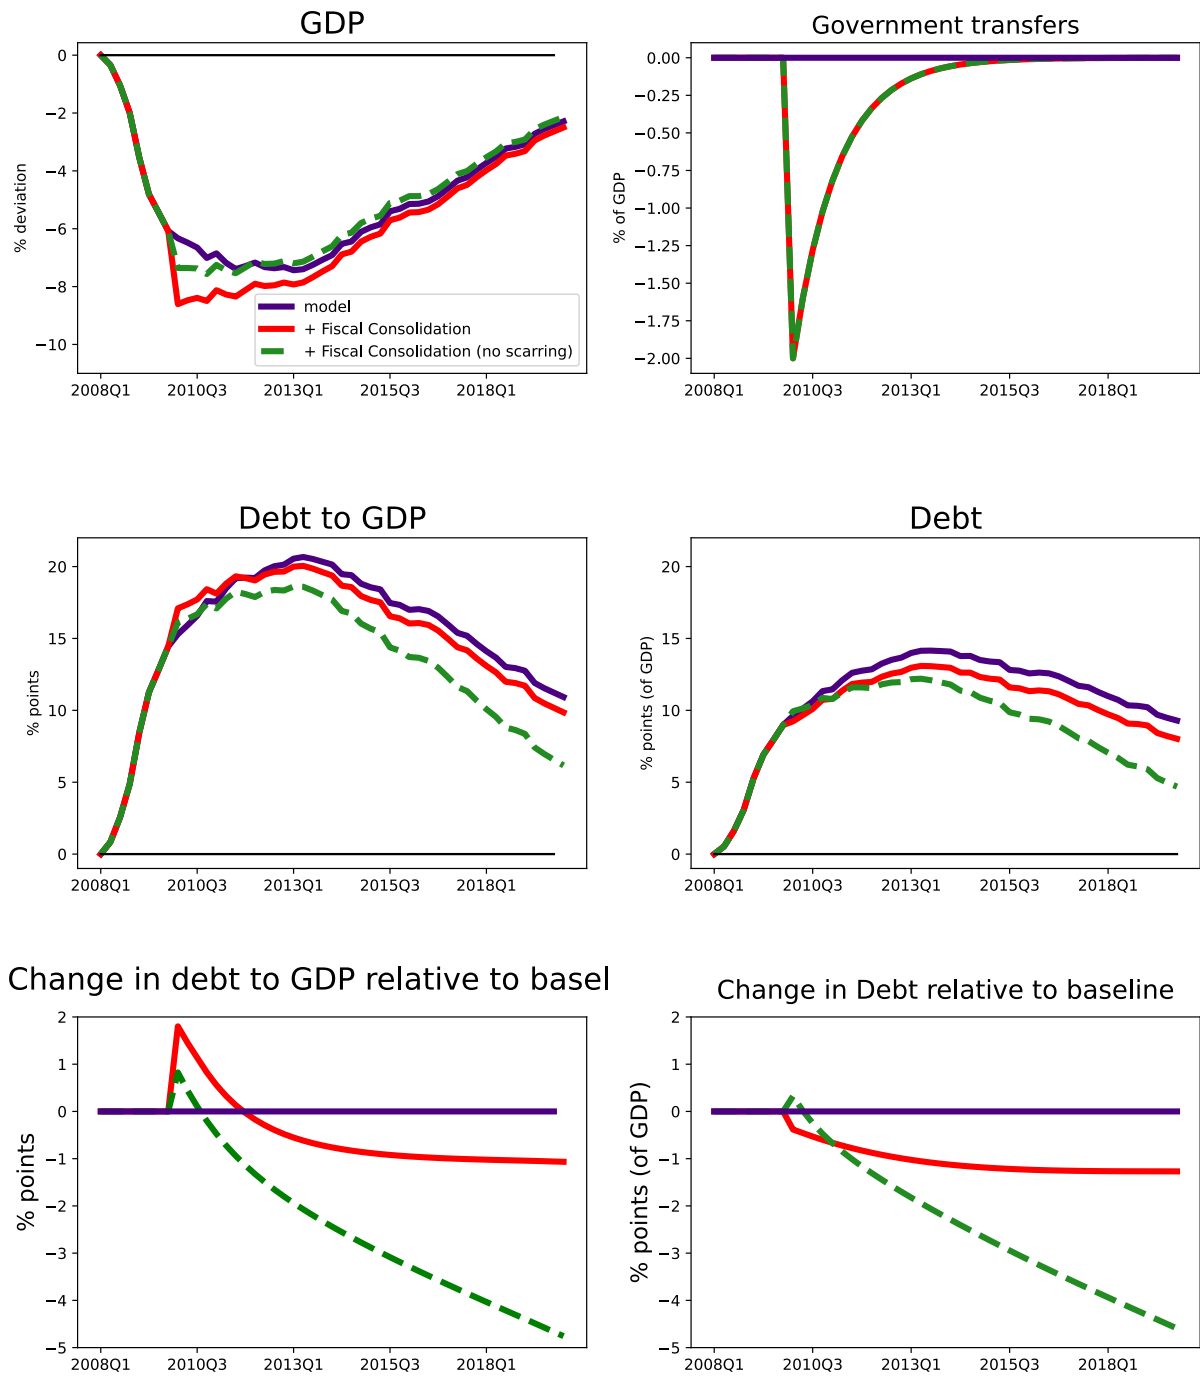 GDP
0
−2
−4
−6
−8
−10
% deviation
model
+ Fiscal Consolidation
+ Fiscal Consolidation (no scarring)
2008Q1 2010Q3 2013Q1 2015Q3 2018Q1
Government transfers
0.00
−0.25
−0.50
−0.75
−1.00
−1.25
−1.50
−1.75
−2.00
% of GDP
2008Q1 2010Q3 2013Q1 2015Q3 2018Q1
Debt to GDP
20
15
10
5
0
% points
2008Q1 2010Q3 2013Q1 2015Q3 2018Q1
Debt
20
15
10
5
0
% points (of GDP)
2008Q1 2010Q3 2013Q1 2015Q3 2018Q1
Change in debt to GDP relative to basel
2
1
0
−1
−2
−3
−4
−5
% points
2008Q1 2010Q3 2013Q1 2015Q3 2018Q1
Change in Debt relative to baseline
2
1
0
−1
−2
−3
−4
−5
% points (of GDP)
2008Q1 2010Q3 2013Q1 2015Q3 2018Q1